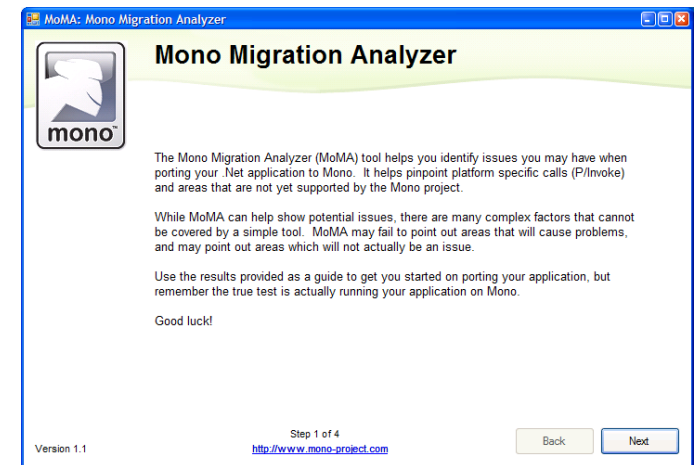 MoMA: Mono Migration Analyzer
Mono Migration Analyzer
mono™
The Mono Migration Analyzer (MoMA) tool helps you identify issues you may have when
porting your .Net application to Mono.  It helps pinpoint platform specific calls (P/Invoke)
and areas that are not yet supported by the Mono project.
While MoMA can help show potential issues, there are many complex factors that cannot
be covered by a simple tool.  MoMA may fail to point out areas that will cause problems,
and may point out areas which will not actually be an issue.
Use the results provided as a guide to get you started on porting your application, but
remember the true test is actually running your application on Mono.
Good luck!
Step 1 of 4
Version 1.1
http://www.mono-project.com
Back
Next